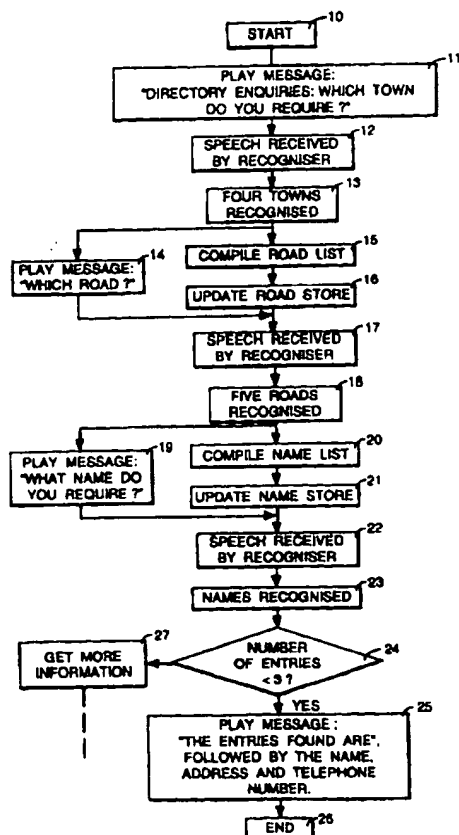 10
START
11
PLAY MESSAGE:
"DIRECTORY ENQUIRIES: WHICH TOWN
DO YOU REQUIRE ?"
12
SPEECH RECEIVED
BY RECOGNISER
13
FOUR TOWNS
RECOGNISED
14
PLAY MESSAGE:
"WHICH ROAD ?"
15
COMPILE ROAD LIST
16
UPDATE ROAD STORE
17
SPEECH RECEIVED
BY RECOGNISER
18
FIVE ROADS
RECOGNISED
19
PLAY MESSAGE:
"WHAT NAME DO
YOU REQUIRE ?"
20
COMPILE NAME LIST
21
UPDATE NAME STORE
22
SPEECH RECEIVED
BY RECOGNISER
23
NAMES RECOGNISED
24
NUMBER
OF ENTRIES
<3 ?
27
GET MORE
INFORMATION
YES
25
PLAY MESSAGE :
"THE ENTRIES FOUND ARE",
FOLLOWED BY THE NAME,
ADDRESS AND TELEPHONE
NUMBER.
26
END